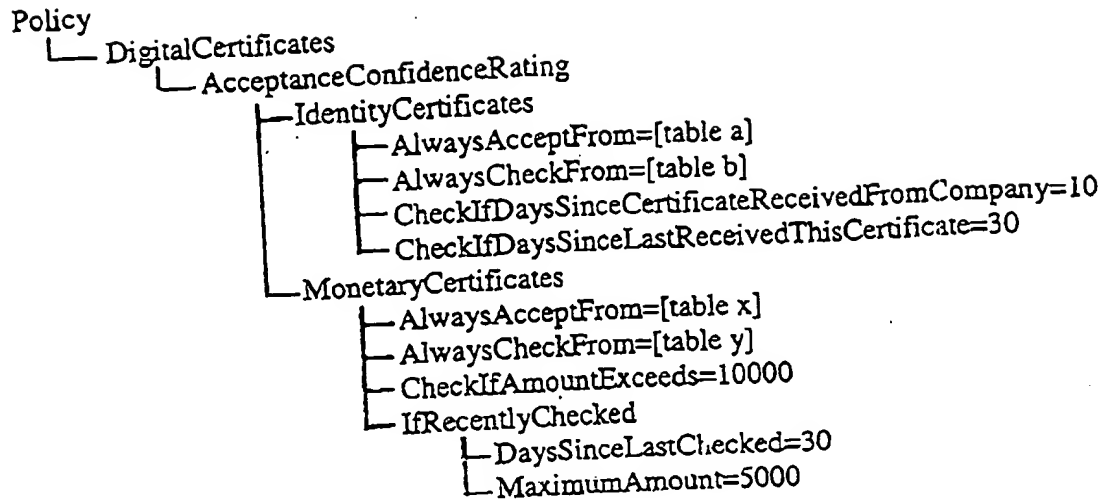 Policy
DigitalCertificates
AcceptanceConfidenceRating
IdentityCertificates
AlwaysAcceptFrom=[table a]
AlwaysCheckFrom=[table b]
CheckIfDaysSinceCertificateReceivedFromCompany=10
CheckIfDaysSinceLastReceivedThisCertificate=30
MonetaryCertificates
AlwaysAcceptFrom=[table x]
AlwaysCheckFrom=[table y]
CheckIfAmountExceeds=10000
IfRecentlyChecked
DaysSinceLastChecked=30
MaximumAmount=5000